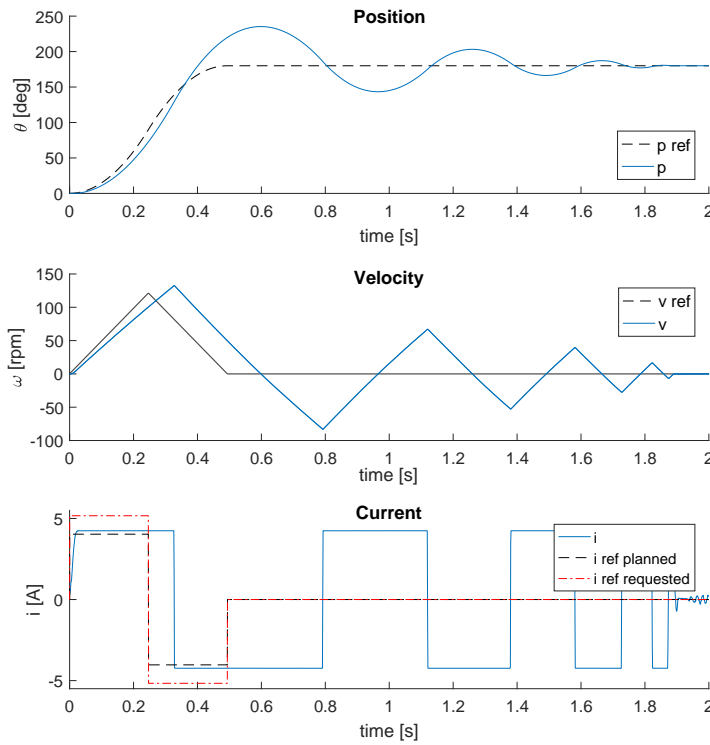 Position
250
200
150
100
50
0
θ [deg]
p ref
p
0 0.2 0.4 0.6 0.8 1 1.2 1.4 1.6 1.8 2
time [s]
Velocity
150
100
50
0
-50
-100
ω [rpm]
v ref
v
0 0.2 0.4 0.6 0.8 1 1.2 1.4 1.6 1.8 2
time [s]
Current
5
0
-5
i [A]
i
i ref planned
i ref requested
0 0.2 0.4 0.6 0.8 1 1.2 1.4 1.6 1.8 2
time [s]